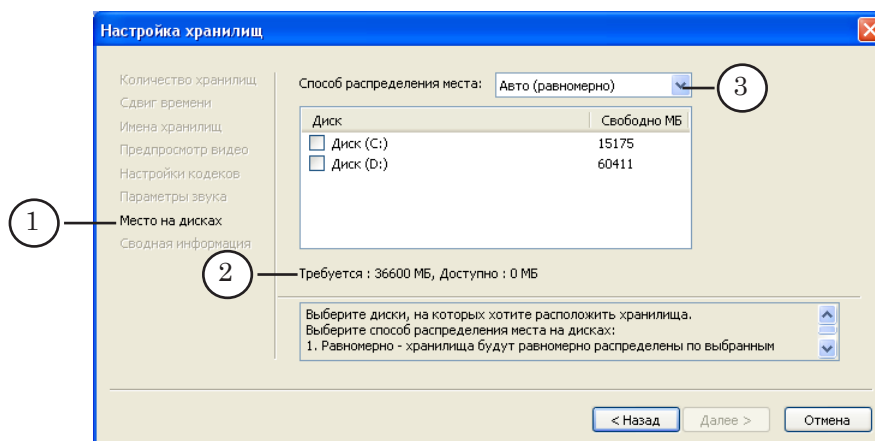 Настройка хранилищ
Количество хранилищ
Сдвиг времени
Имена хранилищ
Предпросмотр видео
Настройки кодеков
Параметры звука
1
Место на дисках
Сводная информация
Способ распределения места: Авто (равномерно)
3
Диск Свободно МБ
Диск (C:) 15175
Диск (D:) 60411
2
Требуется : 36600 МБ, Доступно : 0 МБ
Выберите диски, на которых хотите расположить хранилища.
Выберите способ распределения места на дисках:
1. Равномерно - хранилища будут равномерно распределены по выбранным
< Назад Далее > Отмена